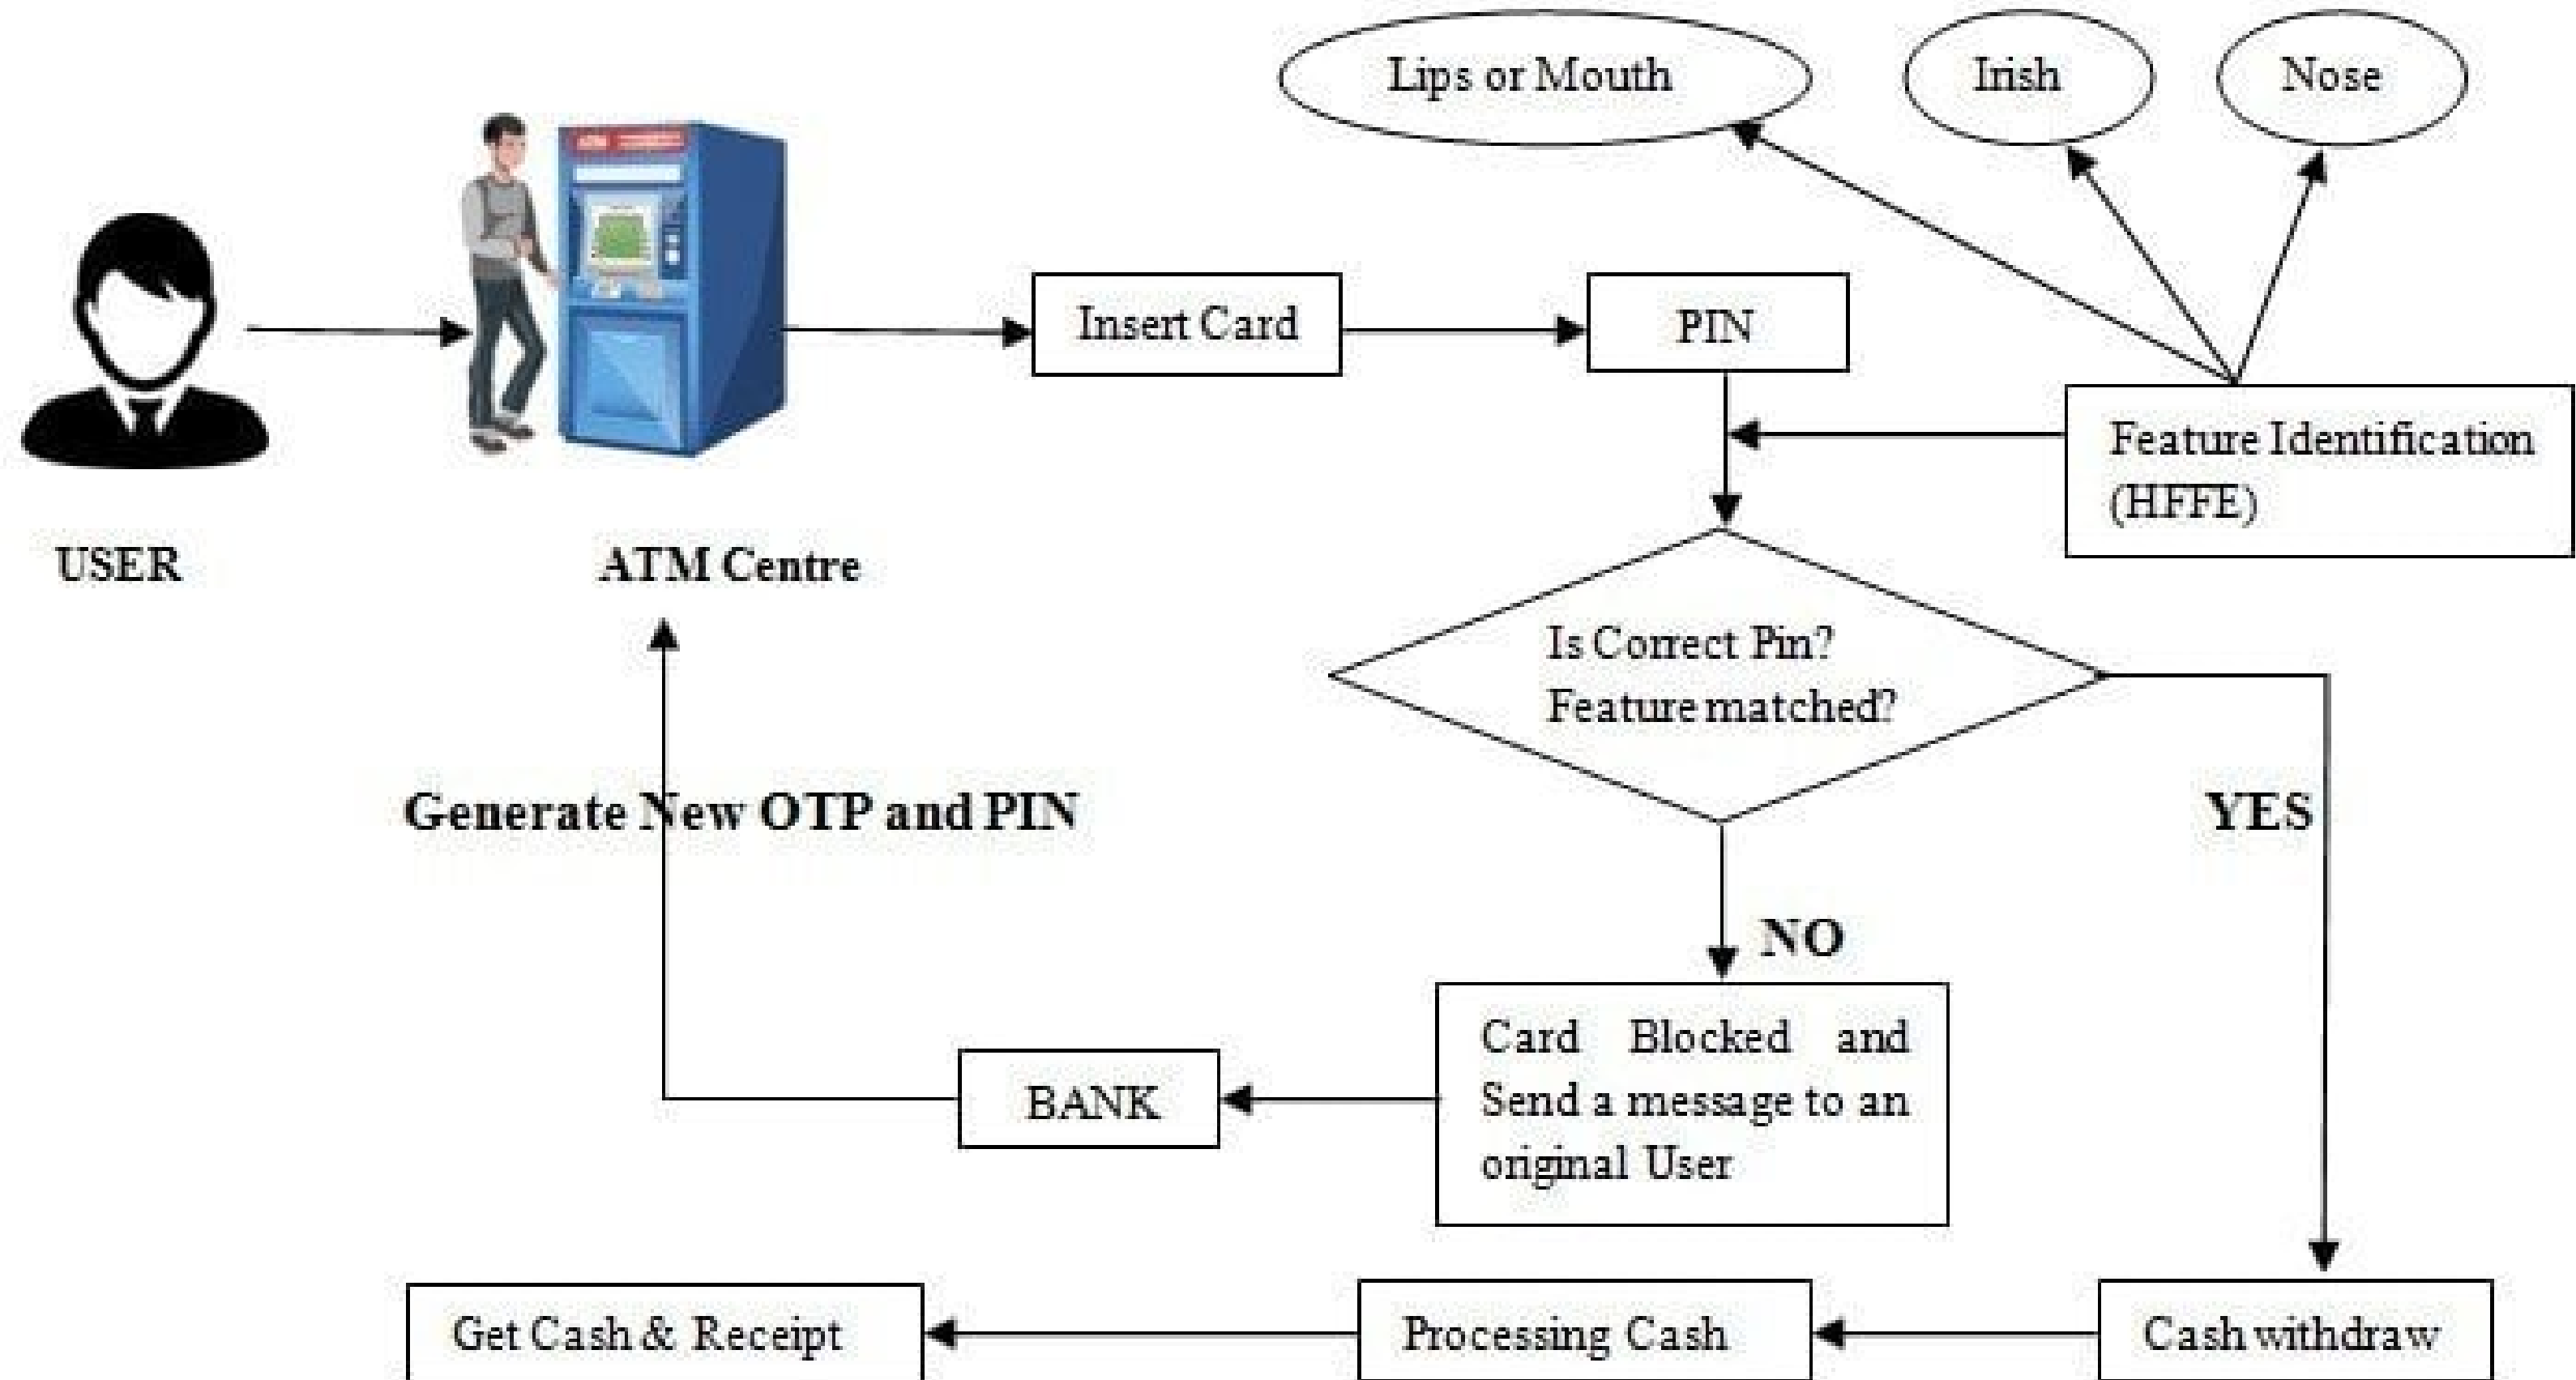 Lips or Mouth
Irish
Nose
ATM
Insert Card
PIN
Feature Identification
(HFFE)
USER
ATM Centre
Is Correct Pin?
Feature matched?
Generate New OTP and PIN
YES
NO
Card Blocked and
Send a message to an
original User
BANK
Get Cash & Receipt
Processing Cash
Cash withdraw